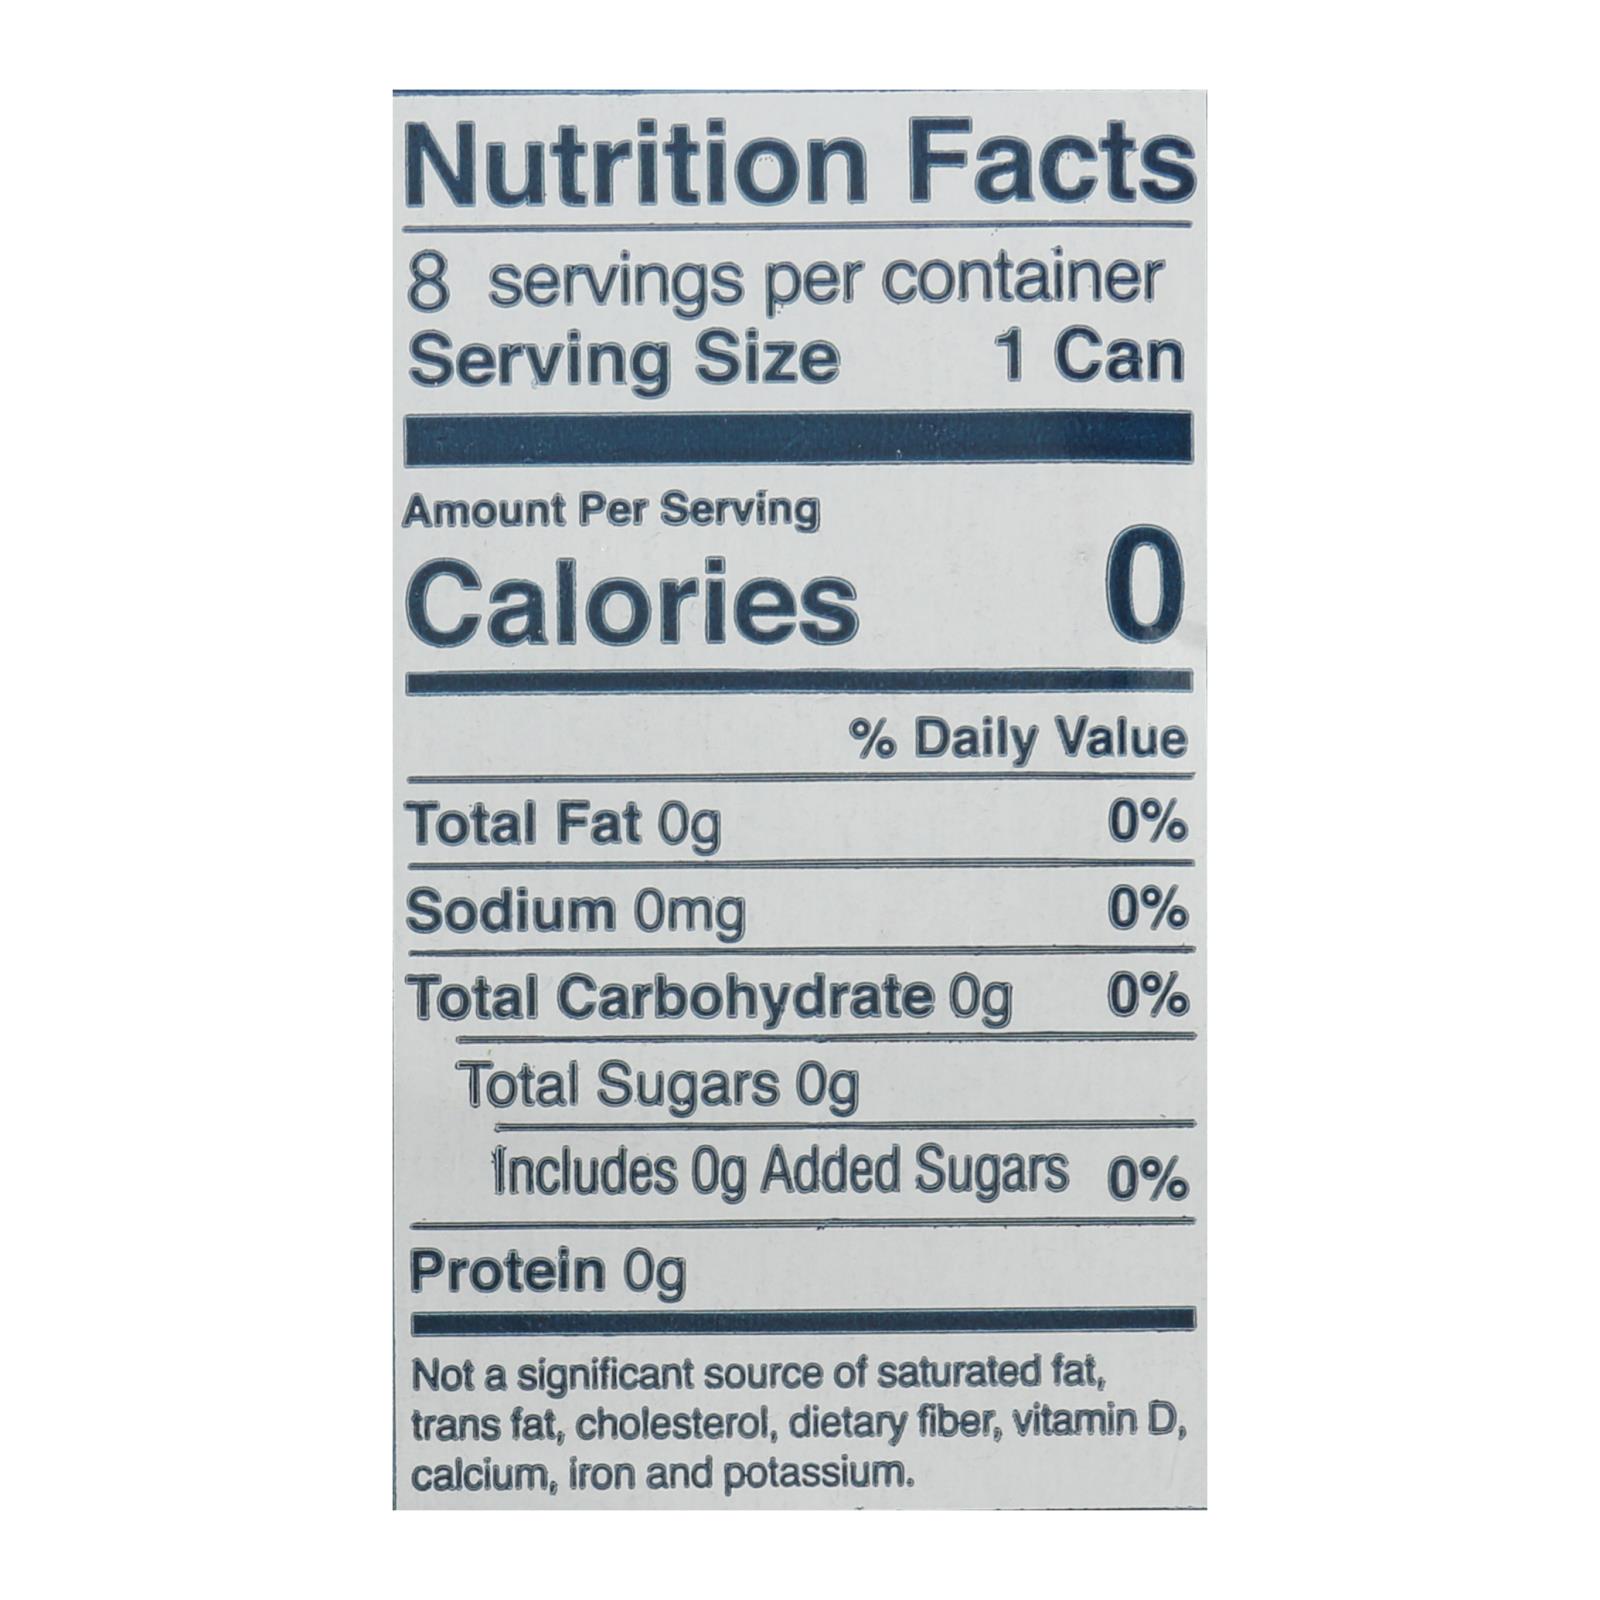 Nutrition Facts
8 servings per container
Serving Size 1 Can
Amount Per Serving
Calories 0
% Daily Value
Total Fat 0g 0%
Sodium 0mg 0%
Total Carbohydrate 0g 0%
Total Sugars 0g
Includes 0g Added Sugars 0%
Protein 0g
Not a significant source of saturated fat,
trans fat, cholesterol, dietary fiber, vitamin D,
calcium, iron and potassium.